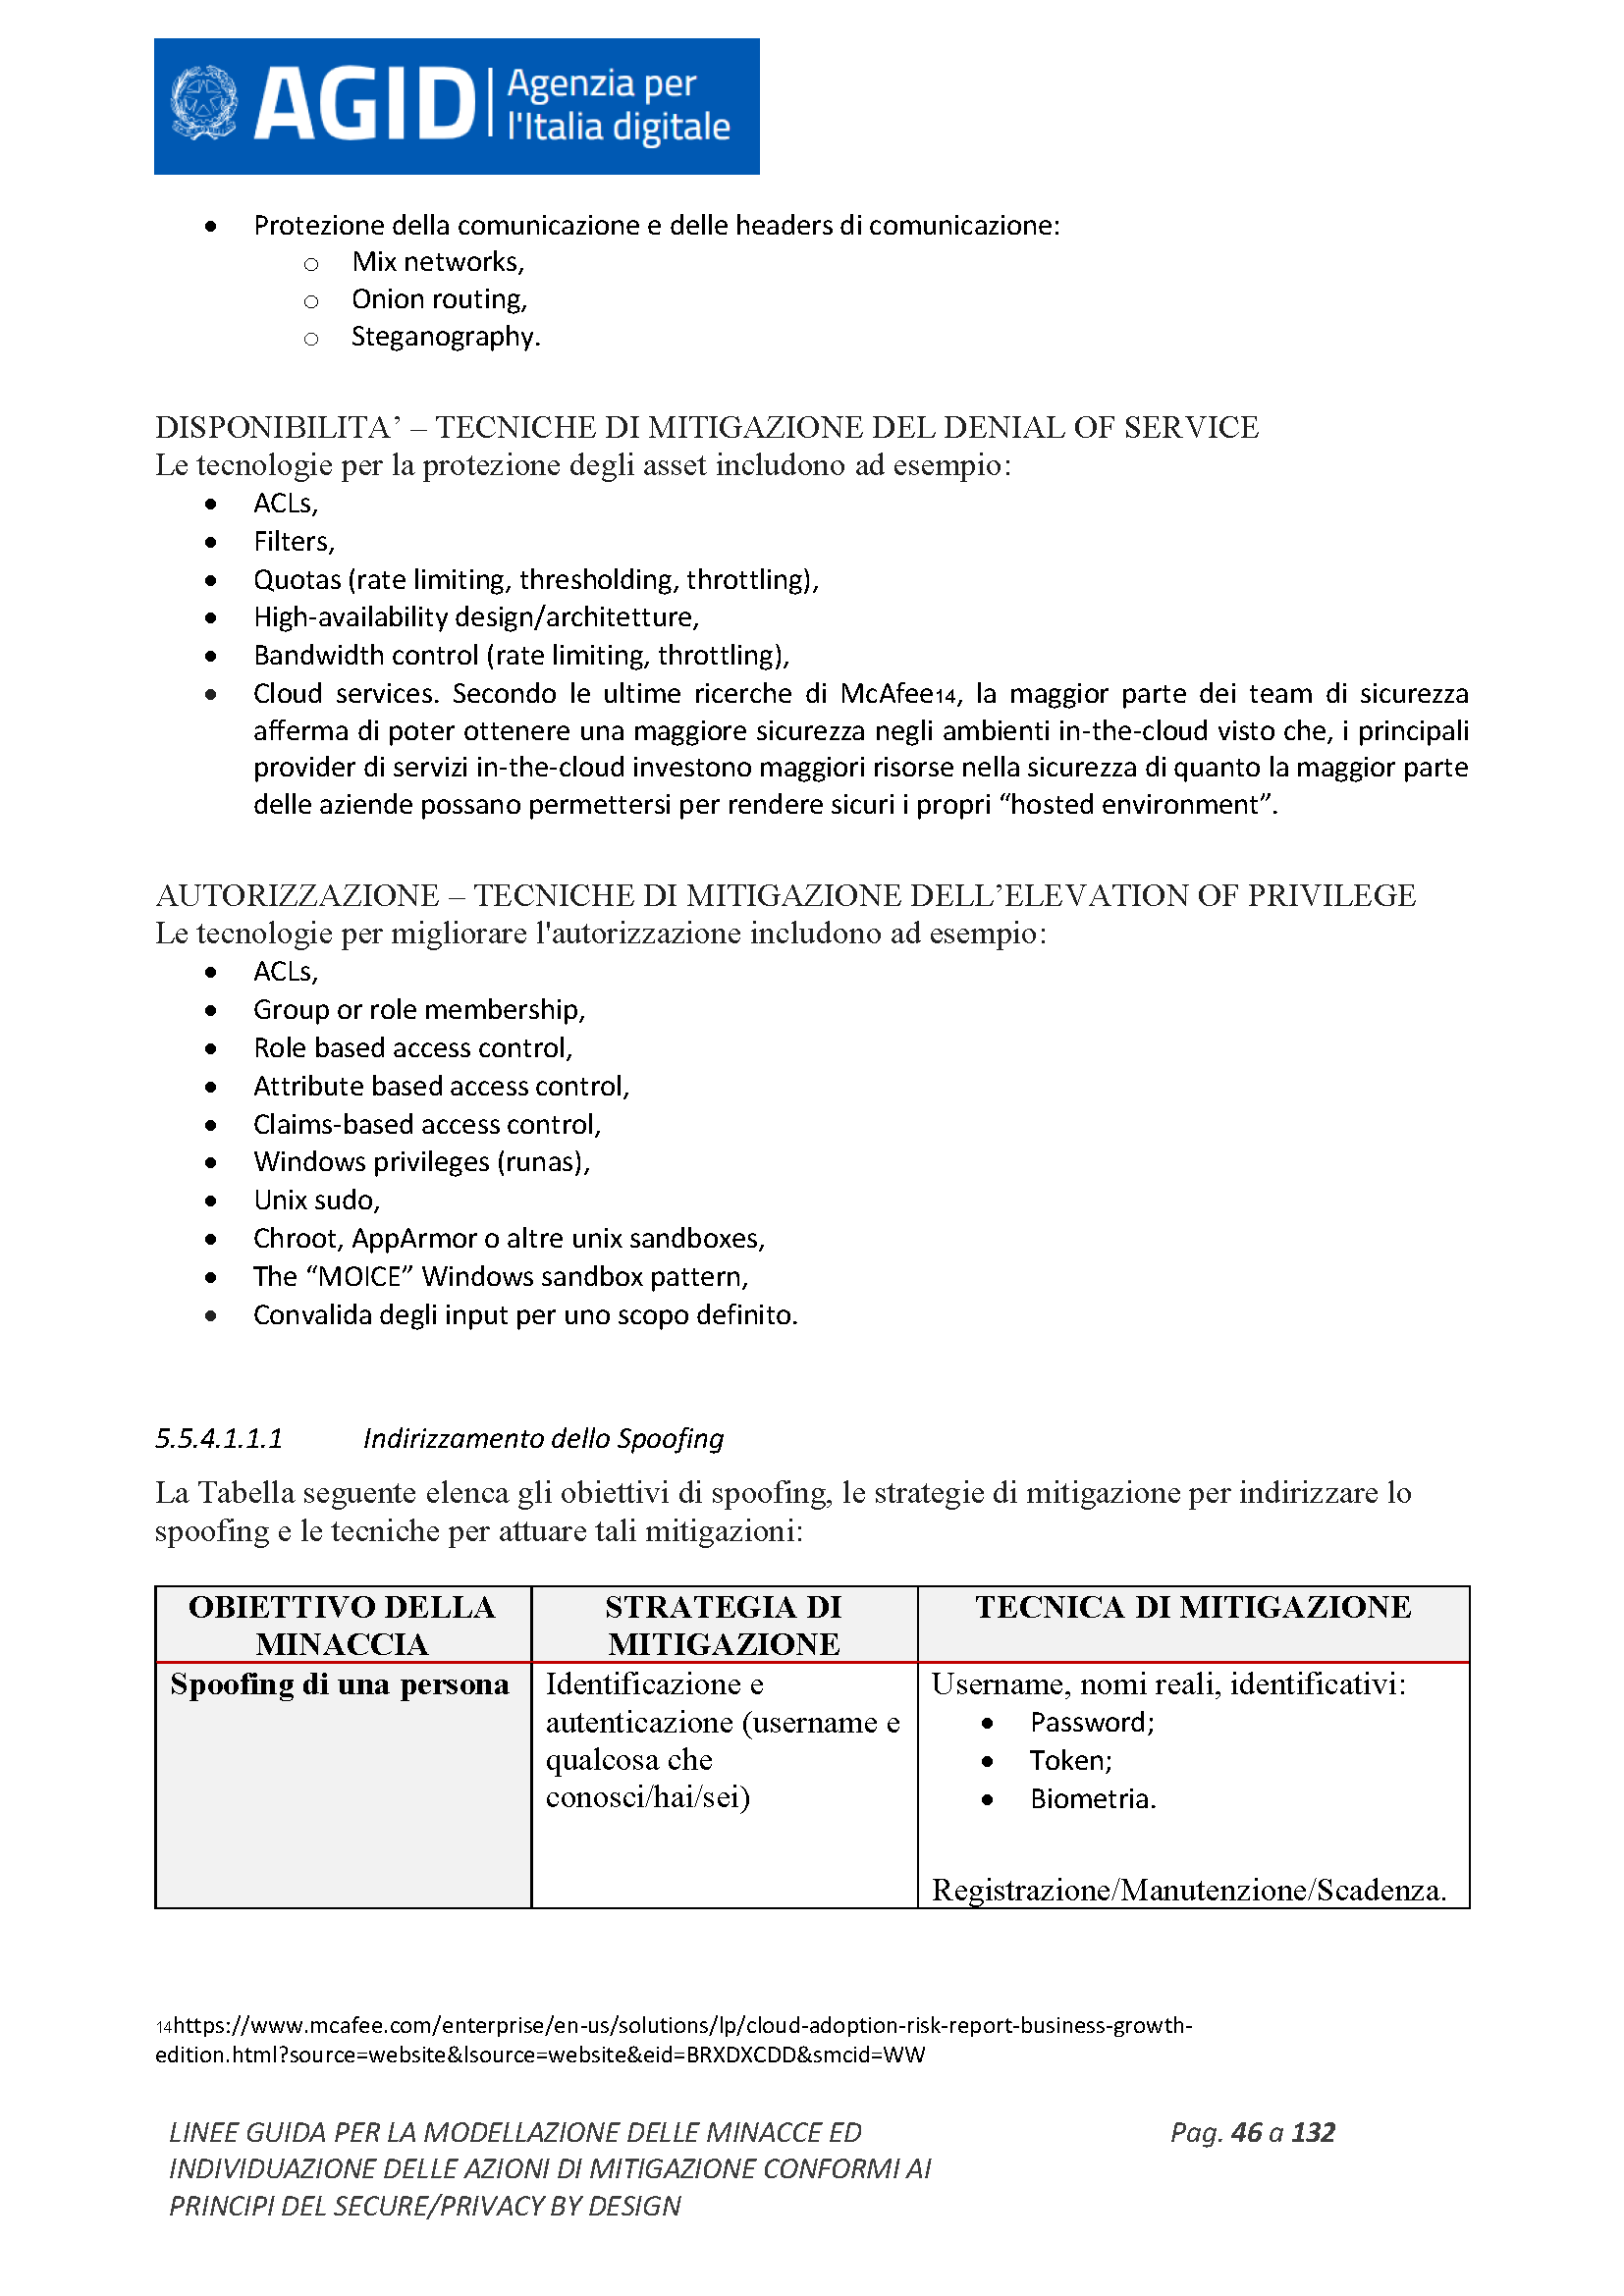 AGID | Agenzia per
l'Italia digitale
• Protezione della comunicazione e delle headers di comunicazione:
o Mix networks,
o Onion routing,
o Steganography.
DISPONIBILITA’ – TECNICHE DI MITIGAZIONE DEL DENIAL OF SERVICE
Le tecnologie per la protezione degli asset includono ad esempio:
• ACLs,
• Filters,
• Quotas (rate limiting, thresholding, throttling),
• High-availability design/architetture,
• Bandwidth control (rate limiting, throttling),
• Cloud services. Secondo le ultime ricerche di McAfee14, la maggior parte dei team di sicurezza
afferma di poter ottenere una maggiore sicurezza negli ambienti in-the-cloud visto che, i principali
provider di servizi in-the-cloud investono maggiori risorse nella sicurezza di quanto la maggior parte
delle aziende possano permettersi per rendere sicuri i propri “hosted environment”.
AUTORIZZAZIONE – TECNICHE DI MITIGAZIONE DELL’ELEVATION OF PRIVILEGE
Le tecnologie per migliorare l'autorizzazione includono ad esempio:
• ACLs,
• Group or role membership,
• Role based access control,
• Attribute based access control,
• Claims-based access control,
• Windows privileges (runas),
• Unix sudo,
• Chroot, AppArmor o altre unix sandboxes,
• The “MOICE” Windows sandbox pattern,
• Convalida degli input per uno scopo definito.
5.5.4.1.1.1 Indirizzamento dello Spoofing
La Tabella seguente elenca gli obiettivi di spoofing, le strategie di mitigazione per indirizzare lo
spoofing e le tecniche per attuare tali mitigazioni:
OBIETTIVO DELLA
MINACCIA
STRATEGIA DI
MITIGAZIONE
TECNICA DI MITIGAZIONE
Spoofing di una persona
Identificazione e
autenticazione (username e
qualcosa che
conosci/hai/sei)
Username, nomi reali, identificativi:
• Password;
• Token;
• Biometria.
Registrazione/Manutenzione/Scadenza.
14https://www.mcafee.com/enterprise/en-us/solutions/lp/cloud-adoption-risk-report-business-growth-
edition.html?source=website&lsource=website&eid=BRXDXCDD&smcid=WW
LINEE GUIDA PER LA MODELLAZIONE DELLE MINACCE ED
INDIVIDUAZIONE DELLE AZIONI DI MITIGAZIONE CONFORMI AI
PRINCIPI DEL SECURE/PRIVACY BY DESIGN
Pag. 46 a 132